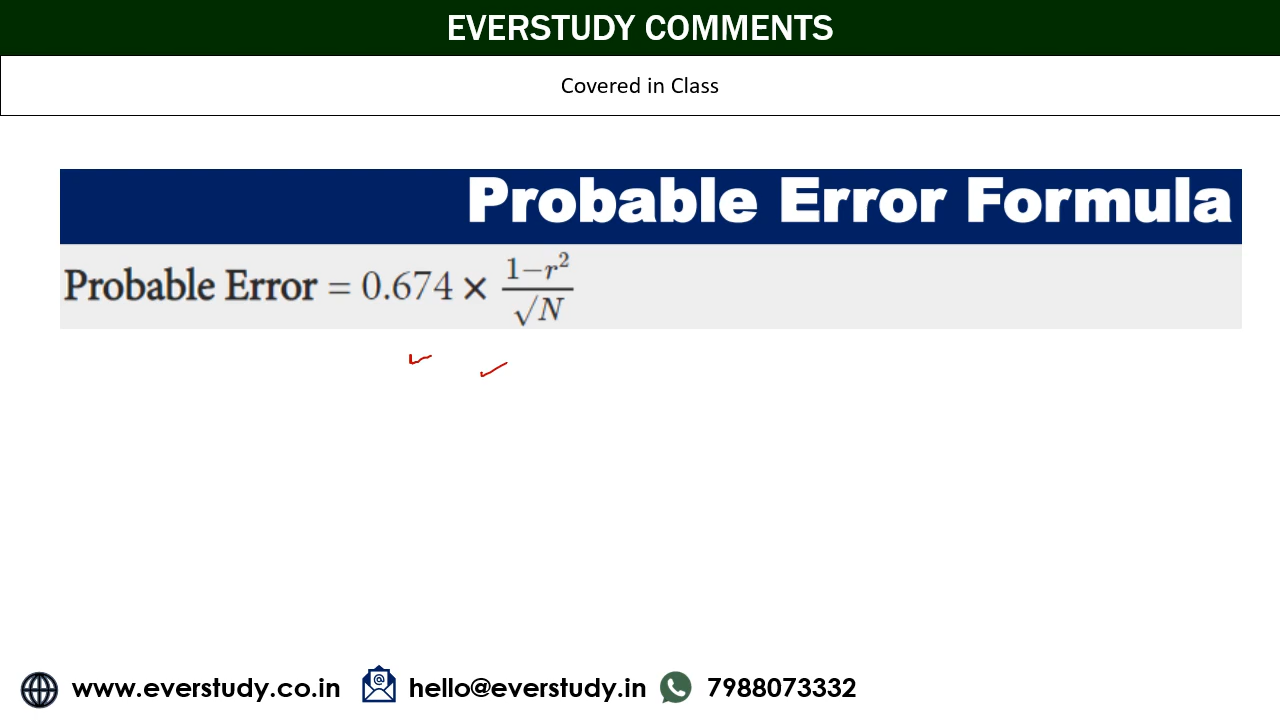 EVERSTUDY COMMENTS
Covered in Class
Probable Error Formula
Probable Error = 0.674 × (1−r²)/(√N)
www.everstudy.co.in hello@everstudy.in 7988073332